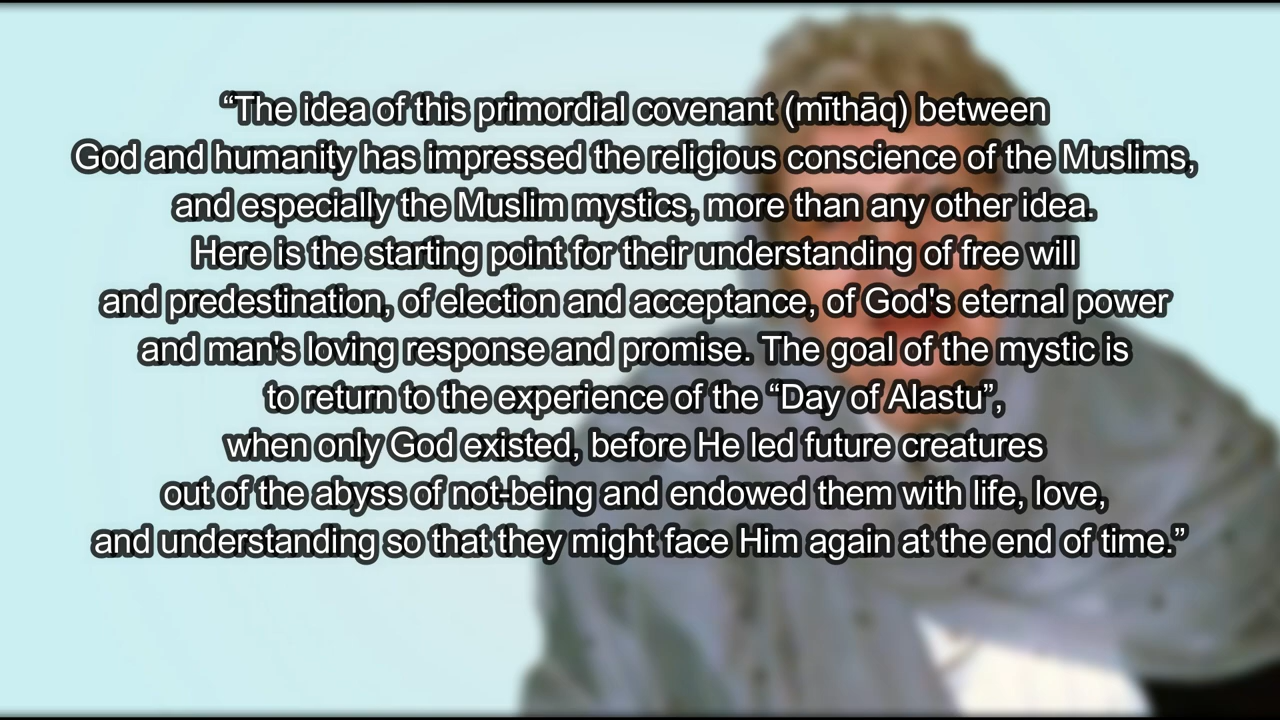 “The idea of this primordial covenant (mīthāq) between
God and humanity has impressed the religious conscience of the Muslims,
and especially the Muslim mystics, more than any other idea.
Here is the starting point for their understanding of free will
and predestination, of election and acceptance, of God's eternal power
and man's loving response and promise. The goal of the mystic is
to return to the experience of the “Day of Alastu”,
when only God existed, before He led future creatures
out of the abyss of not-being and endowed them with life, love,
and understanding so that they might face Him again at the end of time.”